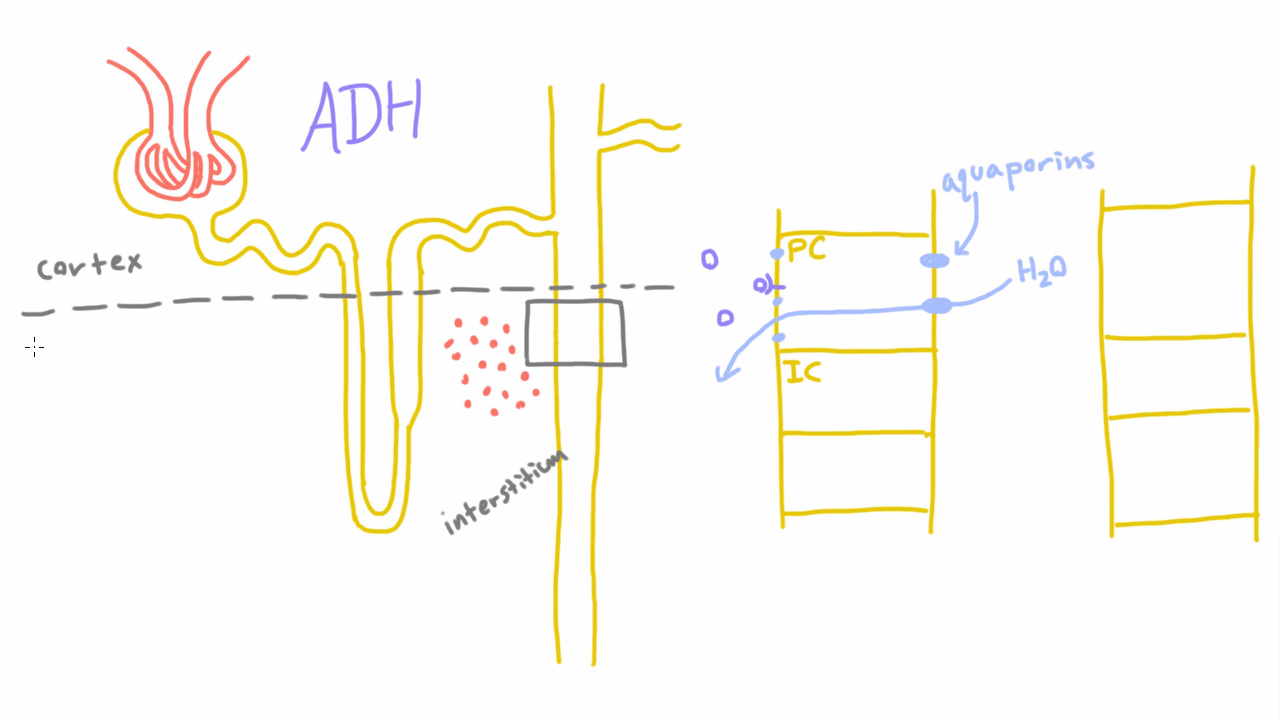 ADH
cortex
interstitium
aquaporins
PC
H₂O
IC